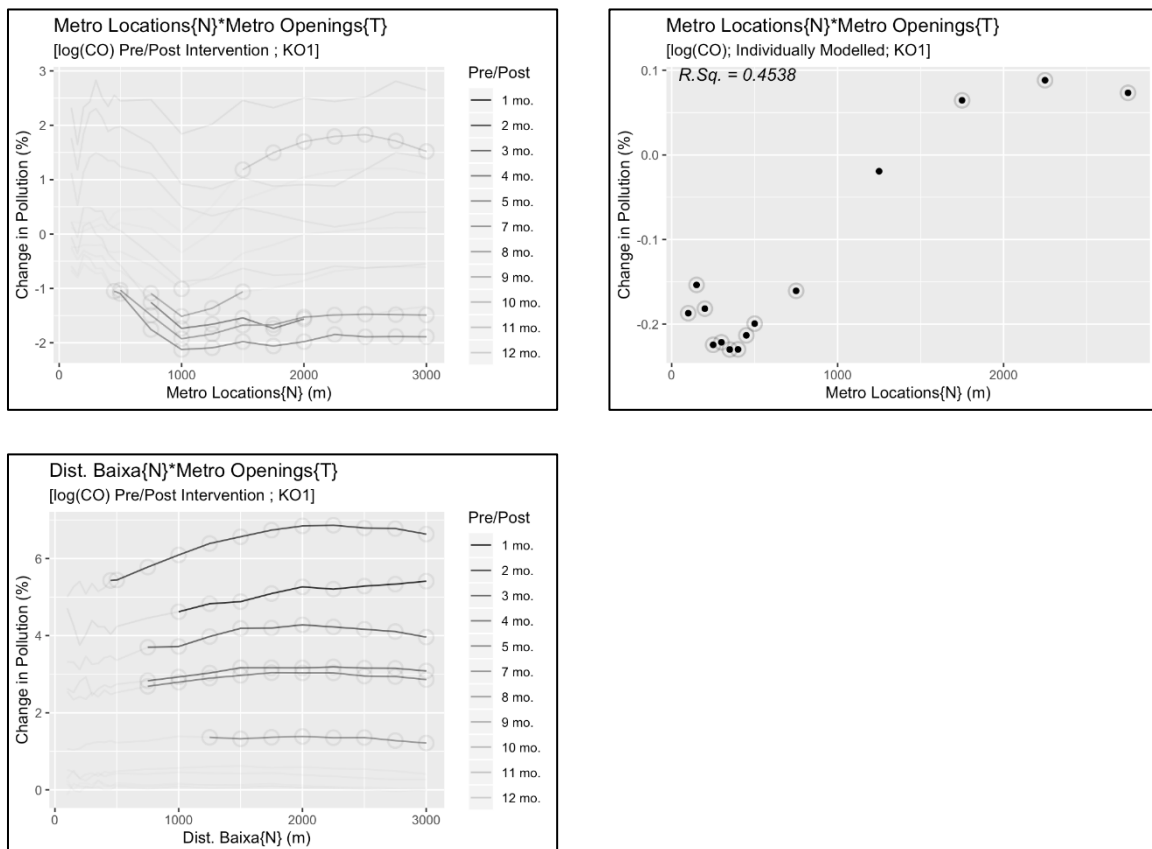 Metro Locations{N}*Metro Openings{T}
[log(CO) Pre/Post Intervention ; KO1]
Change in Pollution (%)
3
2
1
0
-1
-2
0
1000
2000
3000
Metro Locations{N} (m)
Pre/Post
1 mo.
2 mo.
3 mo.
4 mo.
5 mo.
7 mo.
8 mo.
9 mo.
10 mo.
11 mo.
12 mo.
Metro Locations{N}*Metro Openings{T}
[log(CO); Individually Modelled; KO1]
R.Sq. = 0.4538
Change in Pollution (%)
0.1
0.0
-0.1
-0.2
0
1000
2000
Metro Locations{N} (m)
Dist. Baixa{N}*Metro Openings{T}
[log(CO) Pre/Post Intervention ; KO1]
Change in Pollution (%)
6
4
2
0
0
1000
2000
3000
Dist. Baixa{N} (m)
Pre/Post
1 mo.
2 mo.
3 mo.
4 mo.
5 mo.
7 mo.
8 mo.
9 mo.
10 mo.
11 mo.
12 mo.